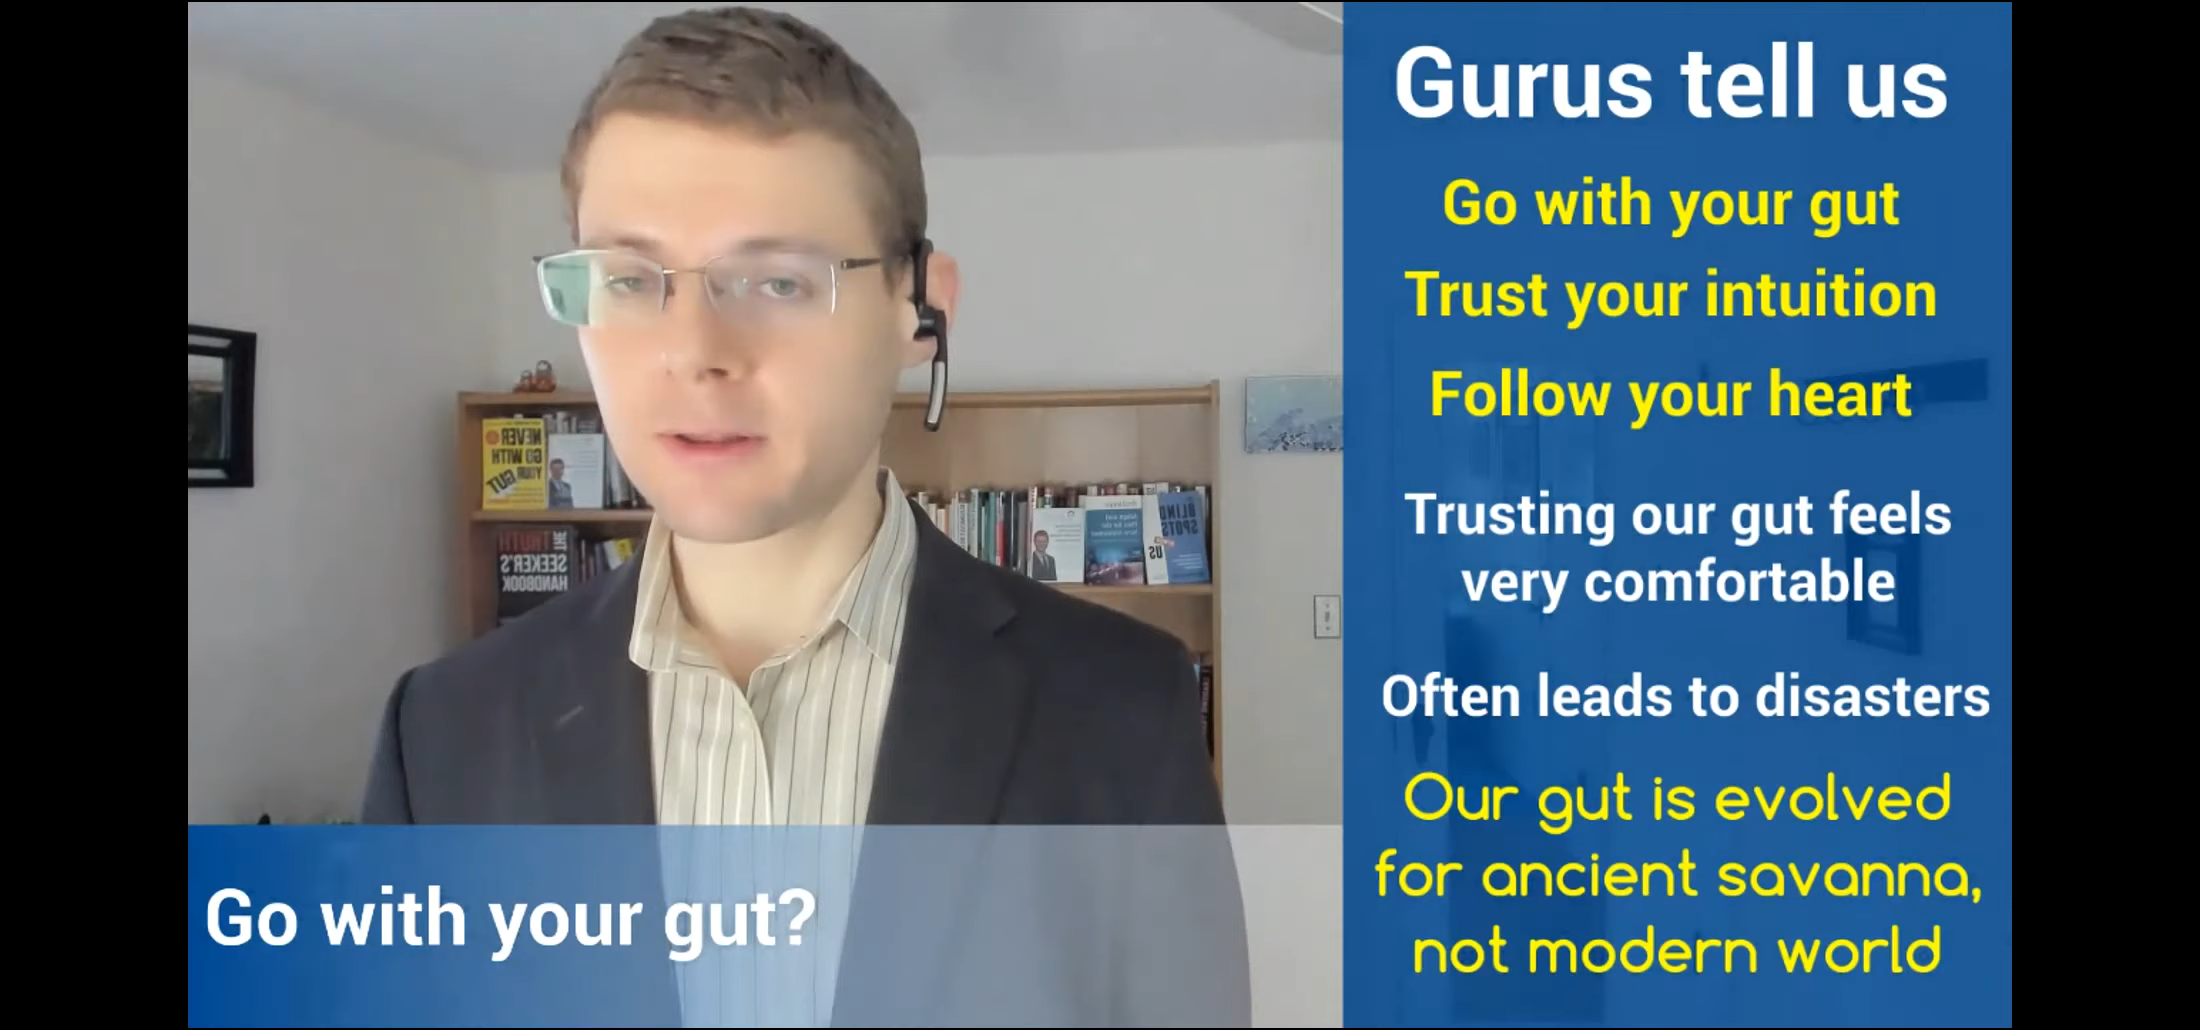 Gurus tell us
Go with your gut
Trust your intuition
Follow your heart
Trusting our gut feels
very comfortable
Often leads to disasters
Our gut is evolved
for ancient savanna,
not modern world
Go with your gut?
NEVER
GO WITH
YOUR
GUT
THE
TRUTH
SEEKER'S
HANDBOOK
BLIND
SPOTS
US